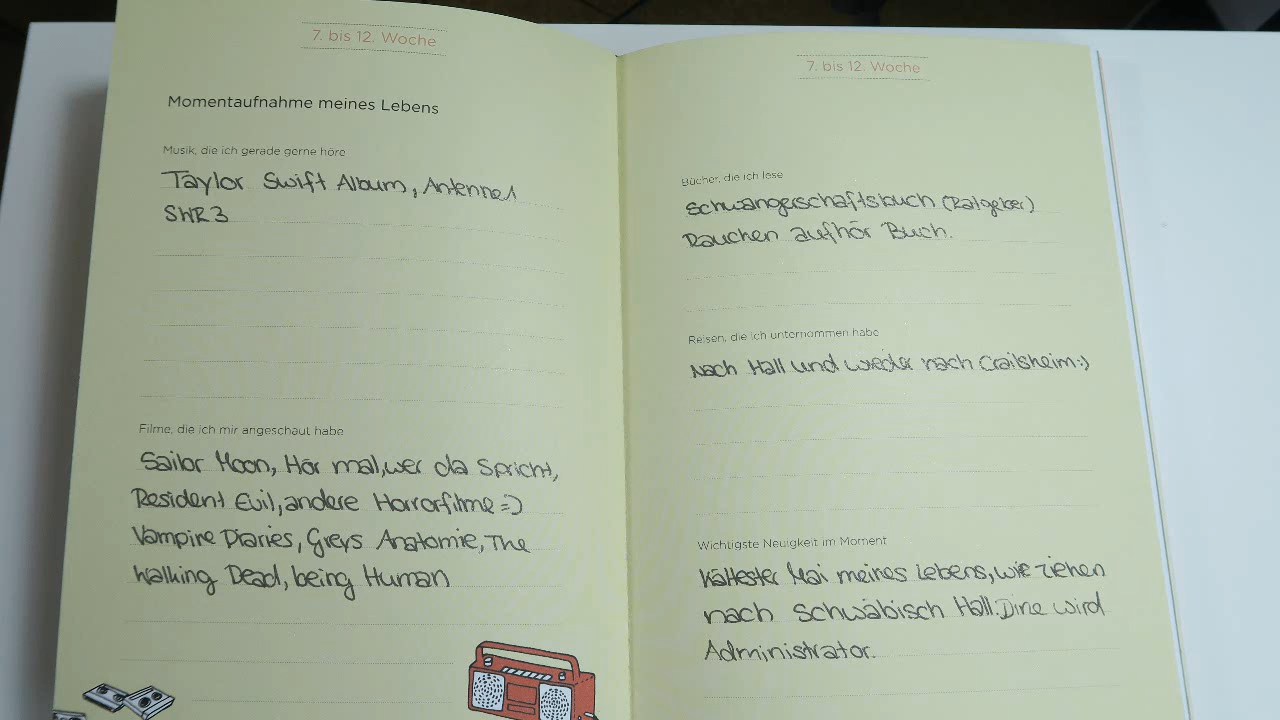 7. bis 12. Woche
Momentaufnahme meines Lebens
Musik, die ich gerade gerne höre
Taylor Swift Album, Antenne1
SWR3
Filme, die ich mir angeschaut habe
Sailor Moon, Hör mal,wer da Spricht,
Resident Evil,andere Horrorfilme =)
Vampire Diaries, Greys Anatomie, The
Walking Dead, being Human
7. bis 12. Woche
Bücher, die ich lese
Schwangerschaftsbuch (Ratgeber)
Rauchen aufhör Buch.
Reisen, die ich unternommen habe
Nach Hall und wieder nach Crailsheim:)
Wichtigste Neuigkeit im Moment
Kältester Mai meines Lebens, wir ziehen
nach Schwäbisch Hall. wird
Administrator.